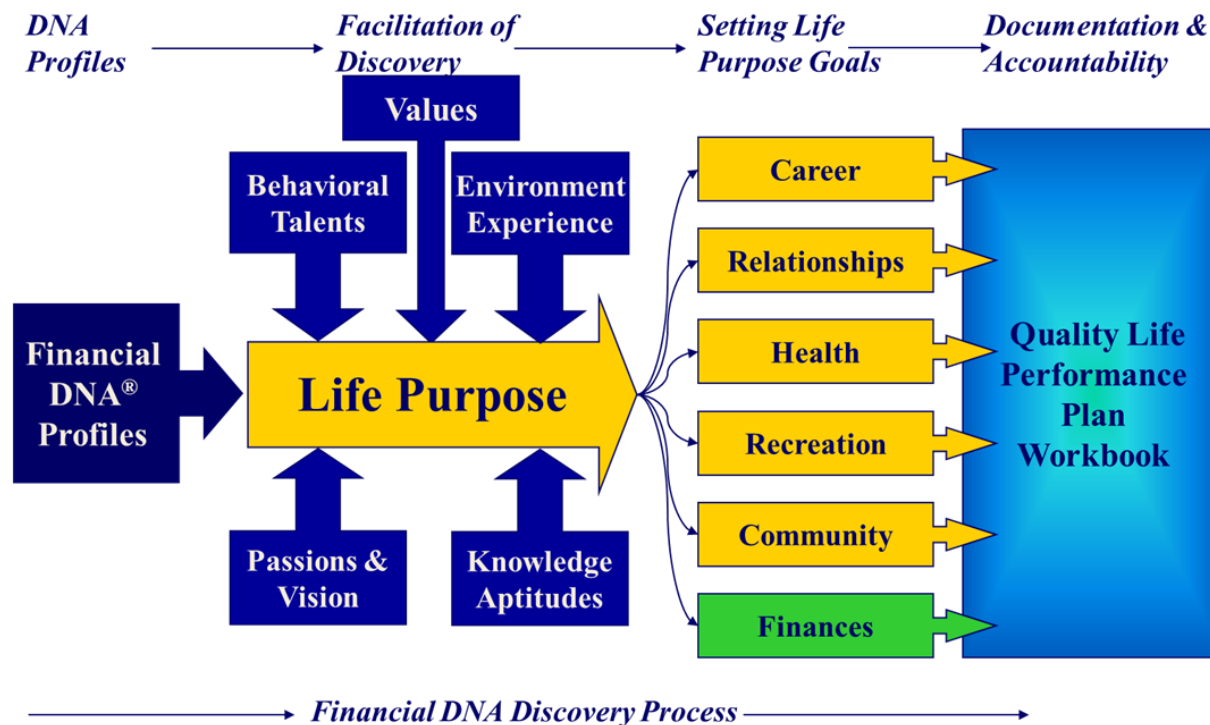 DNA
Profiles
Facilitation of
Discovery
Setting Life
Purpose Goals
Documentation &
Accountability
Values
Behavioral
Talents
Environment
Experience
Financial
DNA®
Profiles
Life Purpose
Passions &
Vision
Knowledge
Aptitudes
Career
Relationships
Health
Recreation
Community
Finances
Quality Life
Performance
Plan
Workbook
Financial DNA Discovery Process